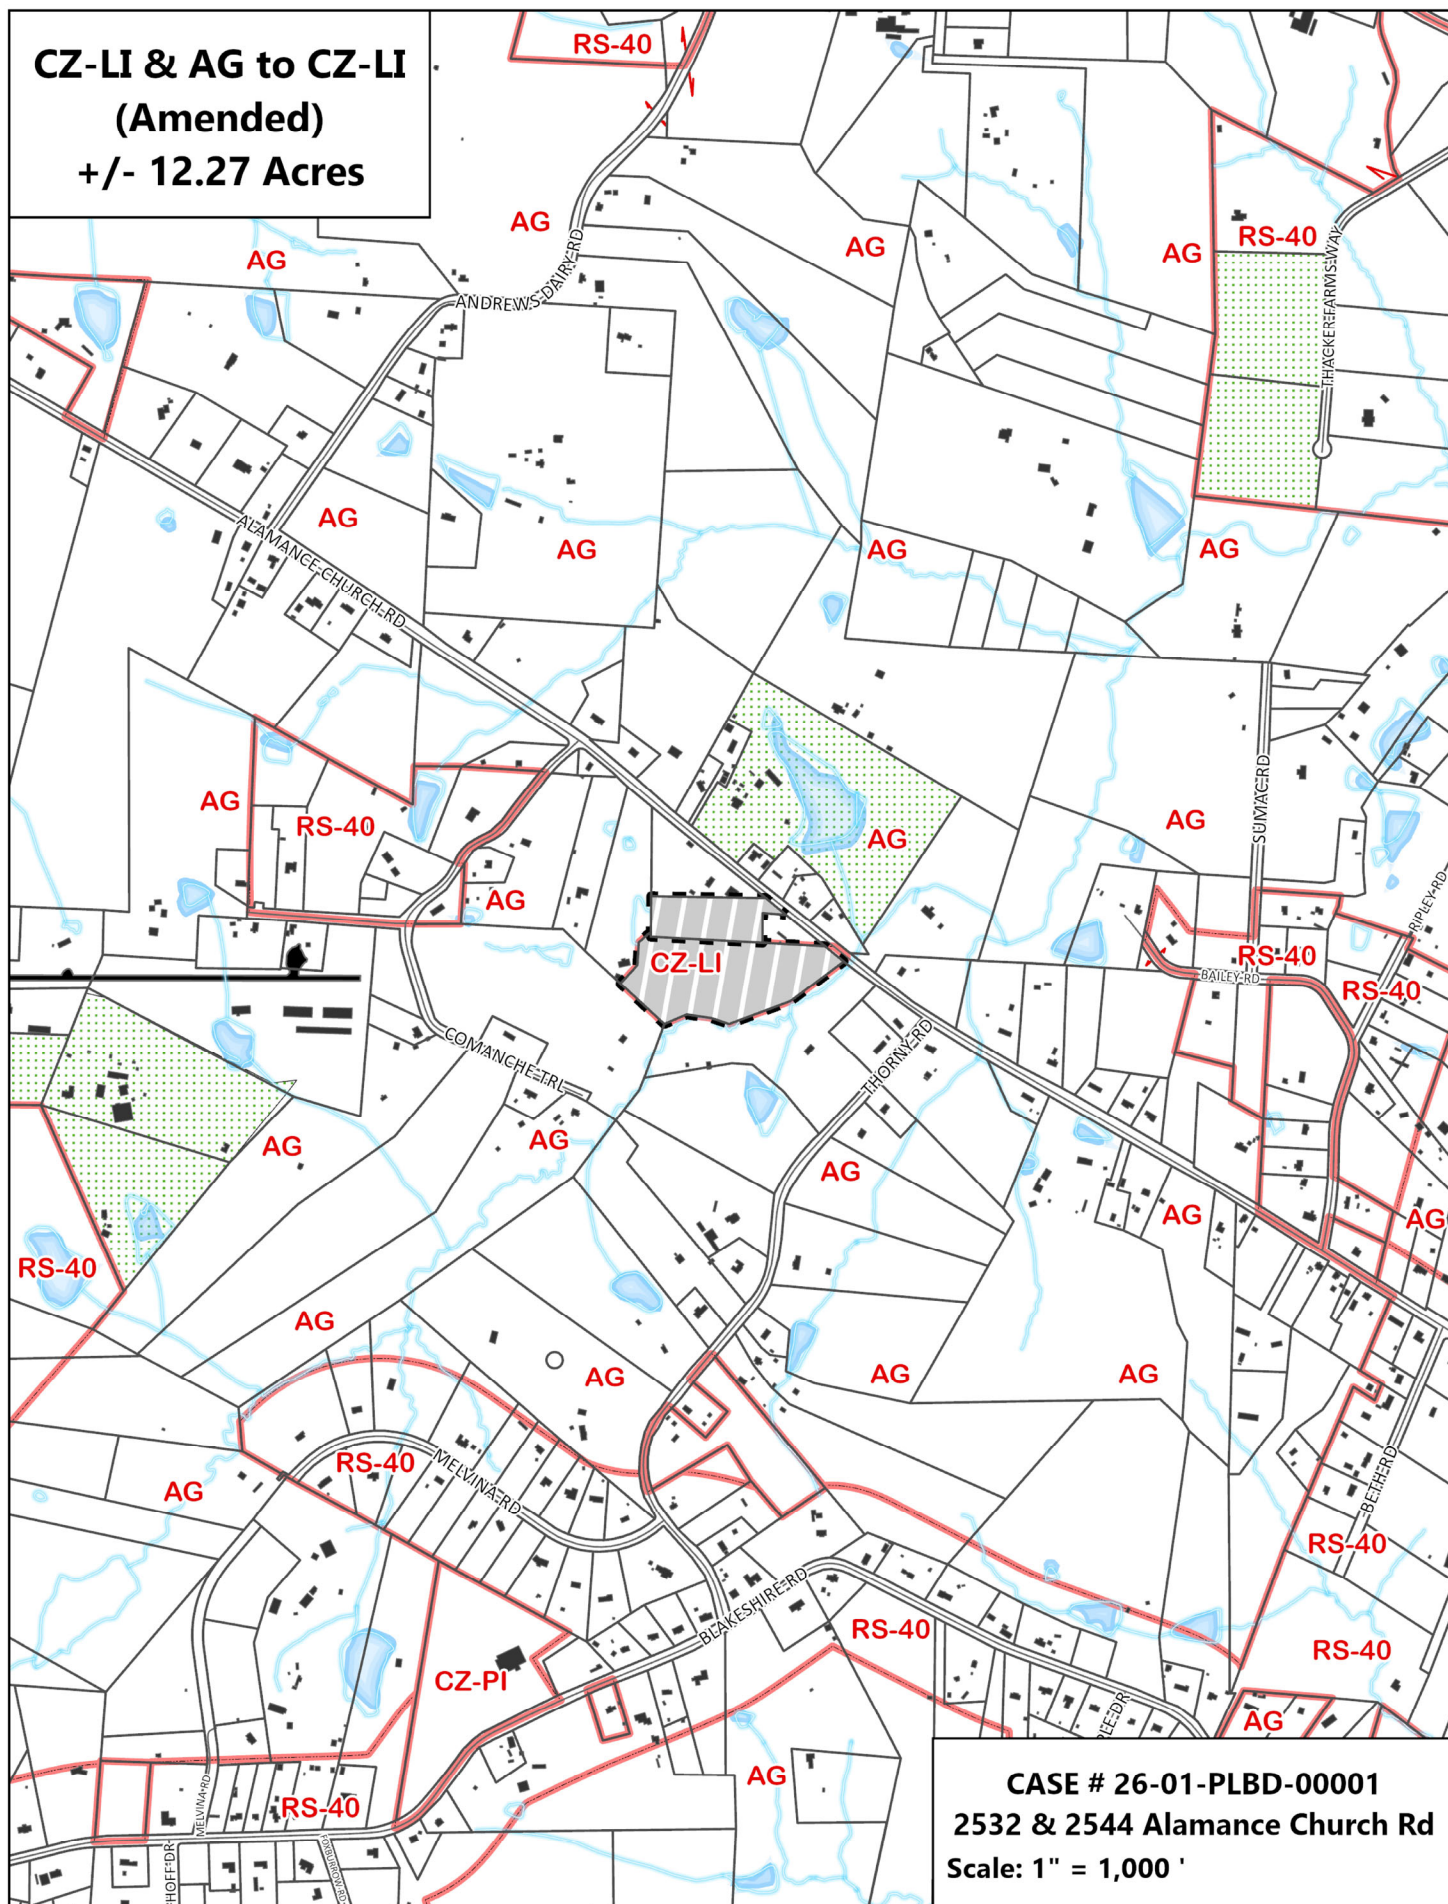 CZ-LI & AG to CZ-LI
(Amended)
+/- 12.27 Acres
RS-40
AG
AG
AG
AG
RS-40
ANDREWS DAIRY RD
THACKER FARMS WAY
AG
AG
AG
AG
ALAMANCE CHURCH RD
SUMAC RD
AG
RS-40
AG
AG
AG
RIPLEY RD
CZ-LI
RS-40
BAILEY RD
RS-40
COMANCHE TRL
THORNY RD
AG
AG
AG
AG
AG
RS-40
AG
AG
AG
AG
RS-40
MELVINA RD
AG
BETH RD
RS-40
BLAKESHIRE RD
RS-40
RS-40
CZ-PI
AG
AG
RS-40
MELVINA RD
HOFF DR
FOXBURROW RD
CASE # 26-01-PLBD-00001
2532 & 2544 Alamance Church Rd
Scale: 1" = 1,000 '